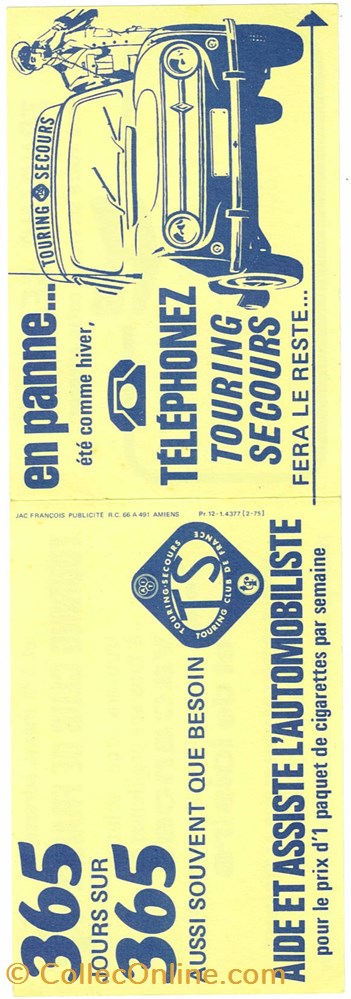 TOURING SECOURS
en panne...
été comme hiver,
TÉLÉPHONEZ
TOURING
SECOURS
FERA LE RESTE...
JAC FRANÇOIS PUBLICITÉ R.C. 66 A 491 AMIENS Pr. 12-1.4377 [2-75]
365
JOURS SUR
365
AUSSI SOUVENT QUE BESOIN
TOURING-SECOURS
TS
TOURING CLUB DE FRANCE
AIDE ET ASSISTE L'AUTOMOBILISTE
pour le prix d'1 paquet de cigarettes par semaine
© CollecOnline.com